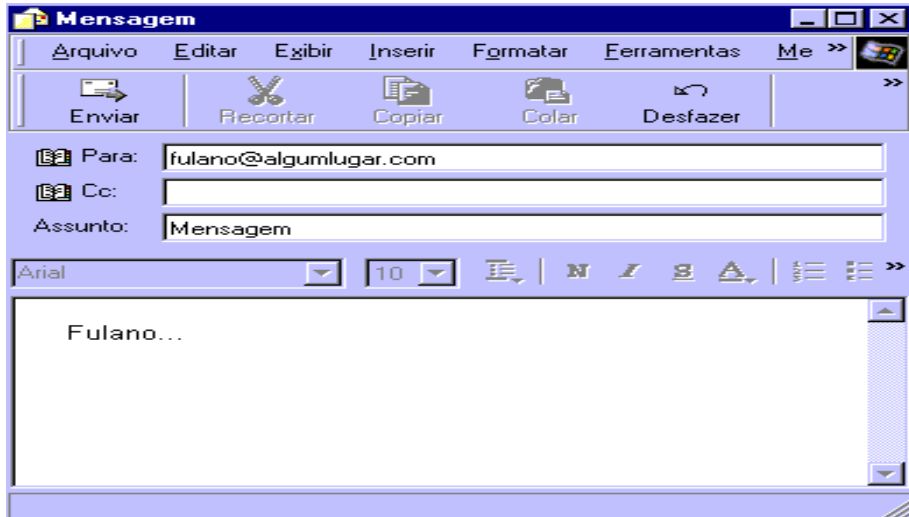 Mensagem
Arquivo Editar Exibir Inserir Formatar Ferramentas Me »
Enviar Recortar Copiar Colar Desfazer »
Para: fulano@algumlugar.com
Cc:
Assunto: Mensagem
Arial 10 N I S A »
Fulano...